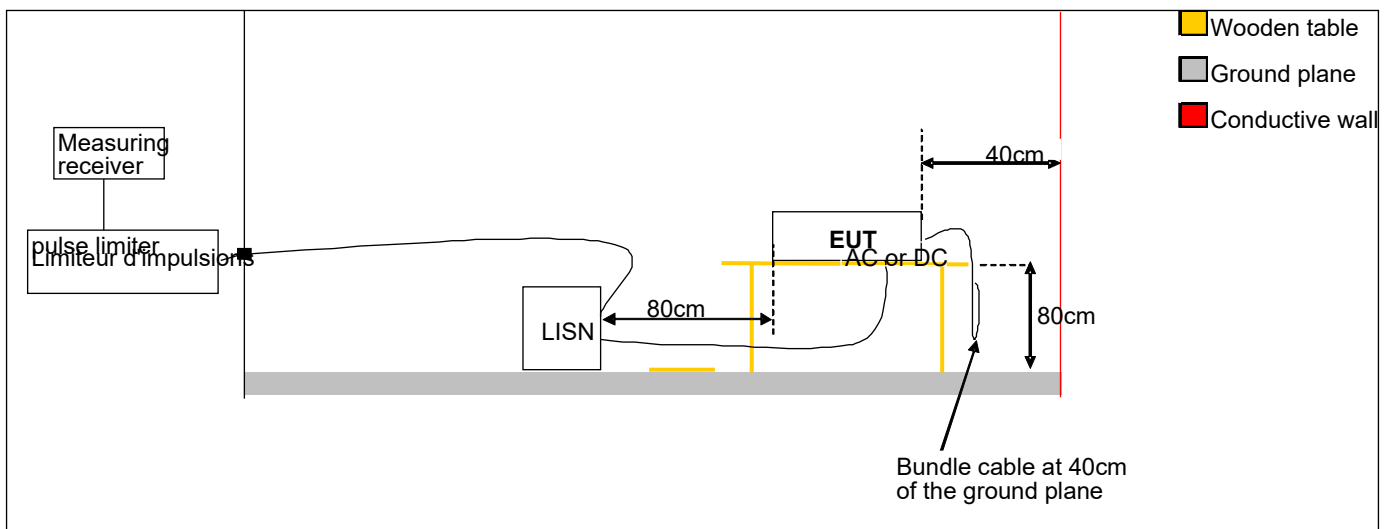 Wooden table
Ground plane
Conductive wall
Measuring
receiver
40cm
pulse limiter
Limiteur d'impulsions
EUT
AC or DC
80cm
LISN
80cm
Bundle cable at 40cm
of the ground plane